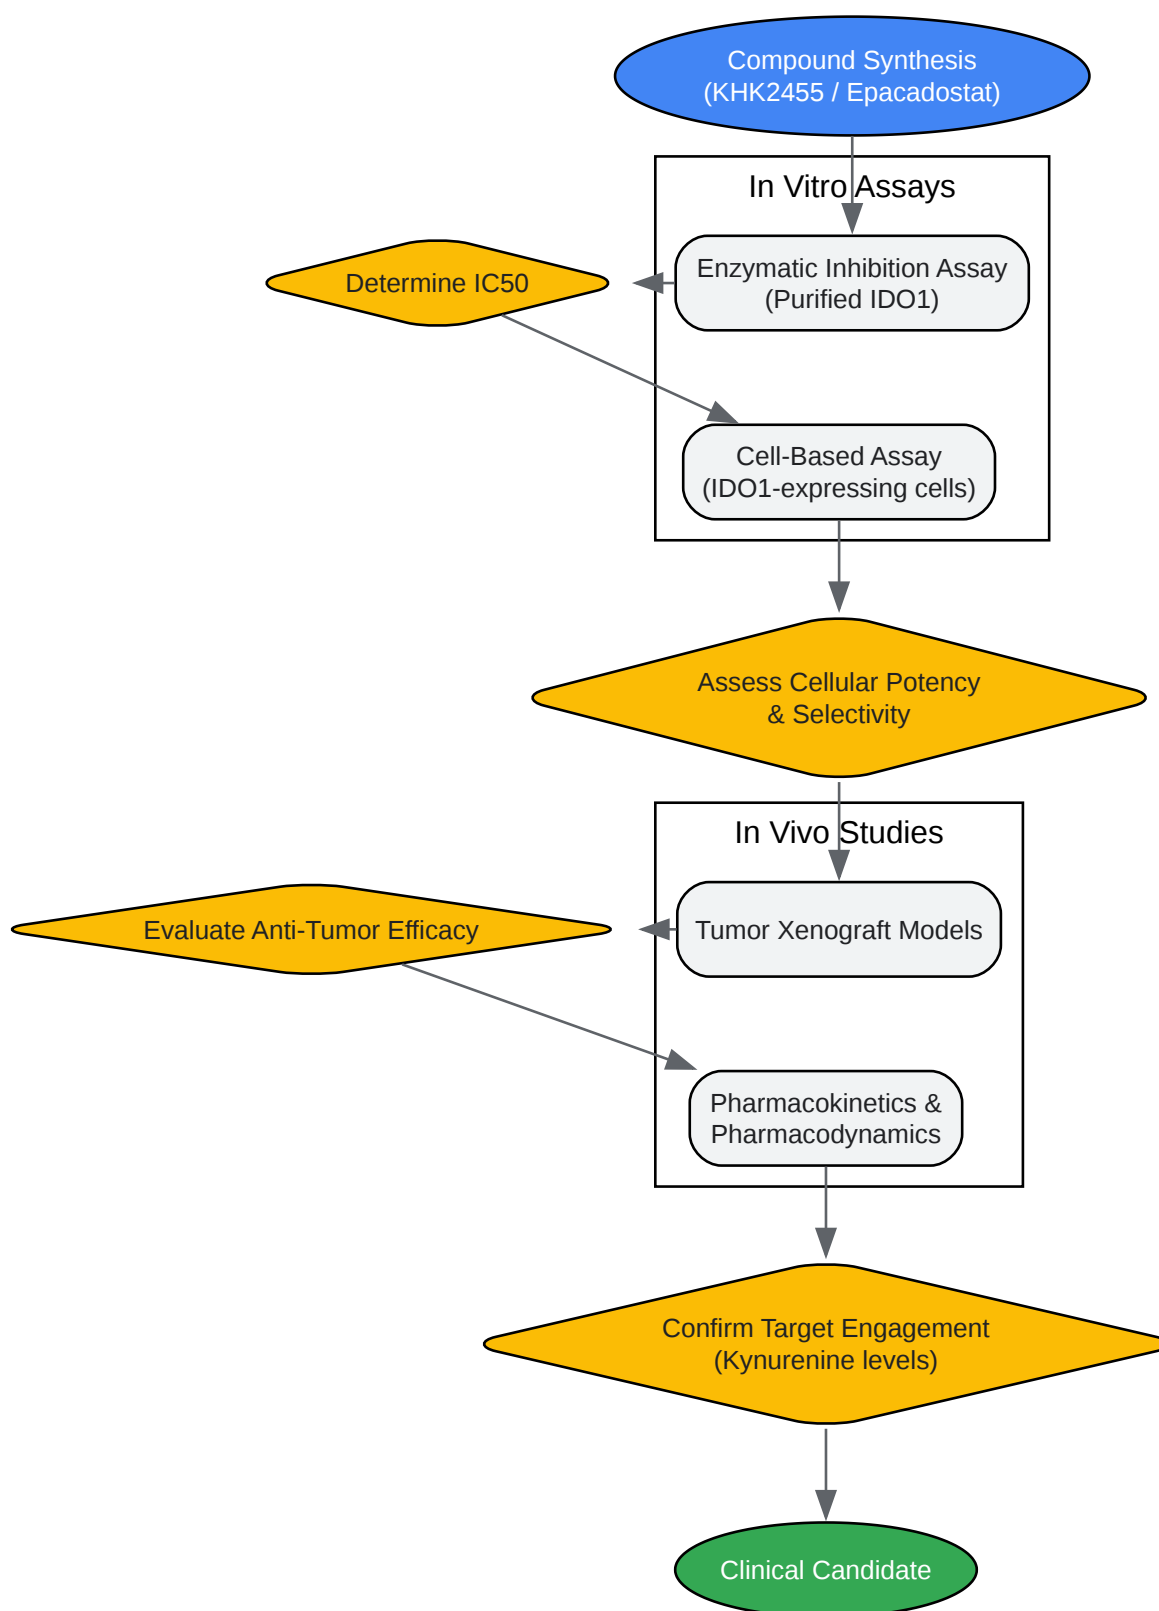 Compound Synthesis
(KHK2455 / Epacadostat)
In Vitro Assays
Enzymatic Inhibition Assay
(Purified IDO1)
Determine IC50
Cell-Based Assay
(IDO1-expressing cells)
Assess Cellular Potency
& Selectivity
In Vivo Studies
Tumor Xenograft Models
Evaluate Anti-Tumor Efficacy
Pharmacokinetics &
Pharmacodynamics
Confirm Target Engagement
(Kynurenine levels)
Clinical Candidate